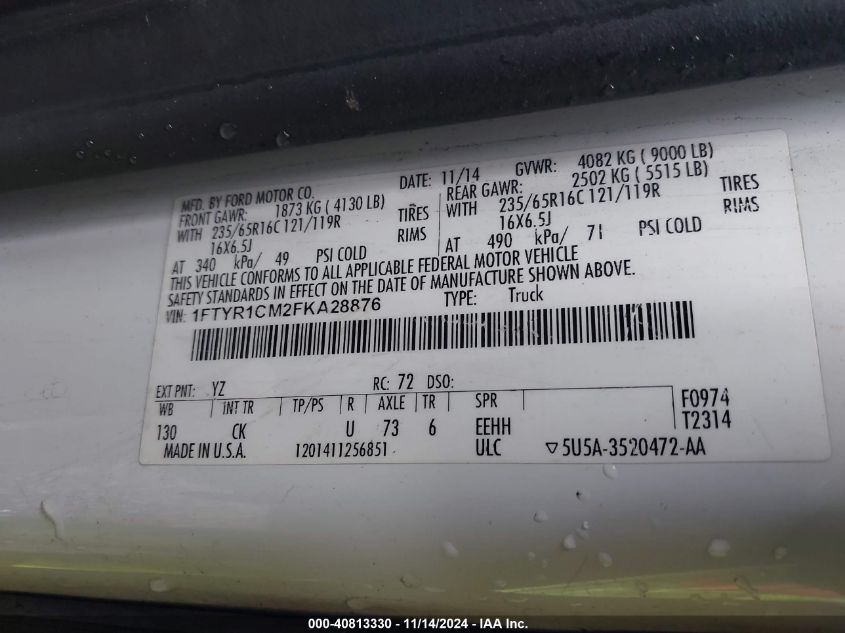 MFD. BY FORD MOTOR CO. DATE: 11/14 GVWR: 4082 KG ( 9000 LB)
FRONT GAWR: 1873 KG ( 4130 LB) REAR GAWR: 2502 KG ( 5515 LB)
WITH 235/65R16C 121/119R TIRES WITH 235/65R16C 121/119R TIRES
16X6.5J RIMS 16X6.5J RIMS
AT 340 kPa/ 49 PSI COLD AT 490 kPa/ 71 PSI COLD
THIS VEHICLE CONFORMS TO ALL APPLICABLE FEDERAL MOTOR VEHICLE
SAFETY STANDARDS IN EFFECT ON THE DATE OF MANUFACTURE SHOWN ABOVE.
VIN: 1FTYR1CM2FKA28876 TYPE: Truck
EXT PNT: YZ RC: 72 DSO:
WB INT TR TP/PS R AXLE TR SPR F0974
130 CK U 73 6 EEHH T2314
MADE IN U.S.A. 1201411256851 ULC ▽5U5A-3520472-AA
000-40813330 - 11/14/2024 - IAA Inc.